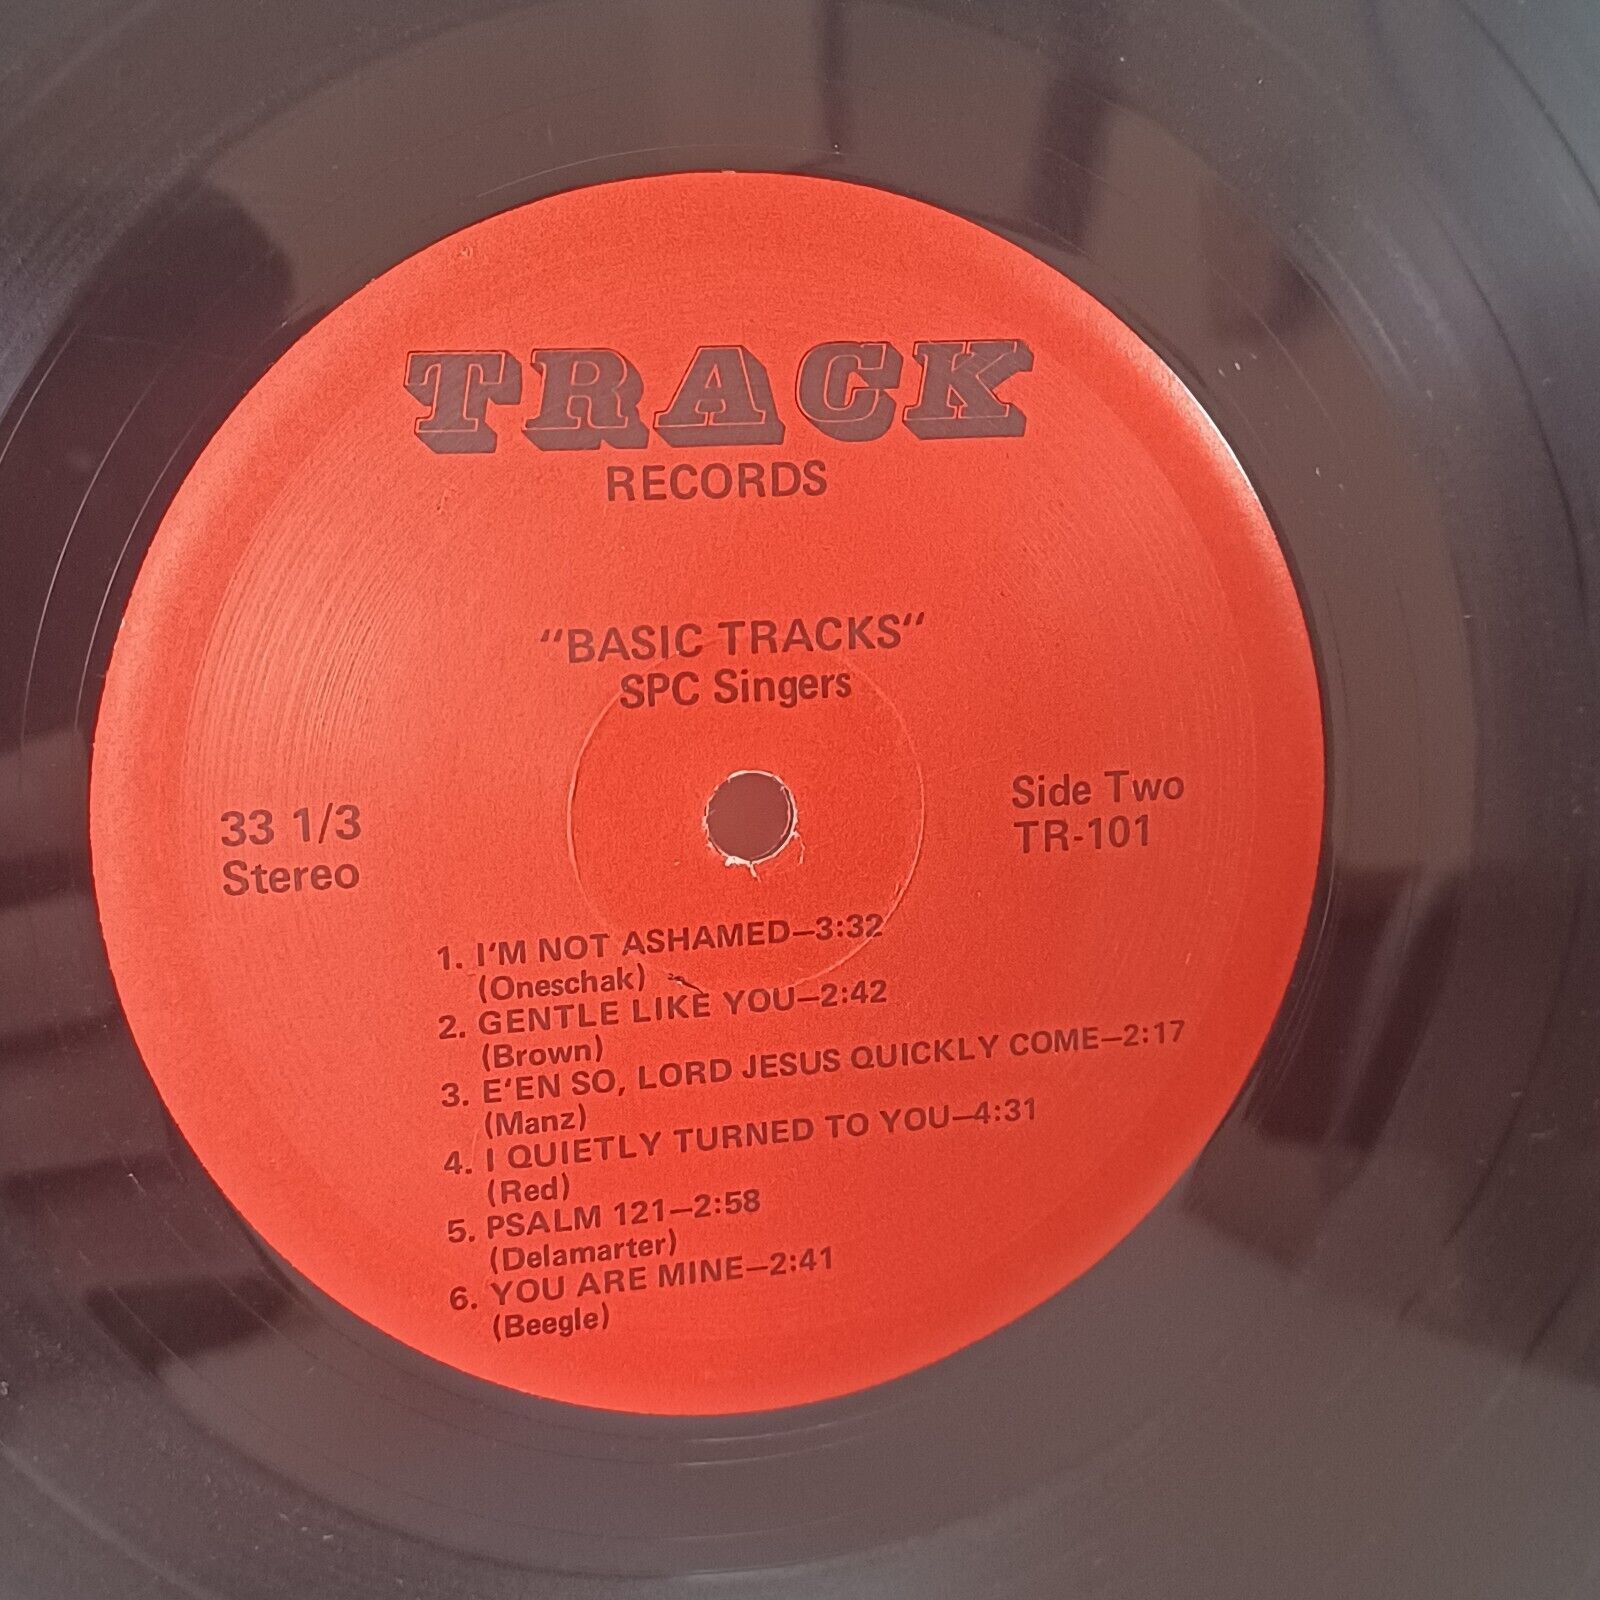 TRACK
RECORDS
"BASIC TRACKS"
SPC Singers
33 1/3
Stereo
Side Two
TR-101
1. I'M NOT ASHAMED—3:32
(Oneschak)
2. GENTLE LIKE YOU—2:42
(Brown)
3. E'EN SO, LORD JESUS QUICKLY COME—2:17
(Manz)
4. I QUIETLY TURNED TO YOU—4:31
(Red)
5. PSALM 121—2:58
(Delamarter)
6. YOU ARE MINE—2:41
(Beegle)